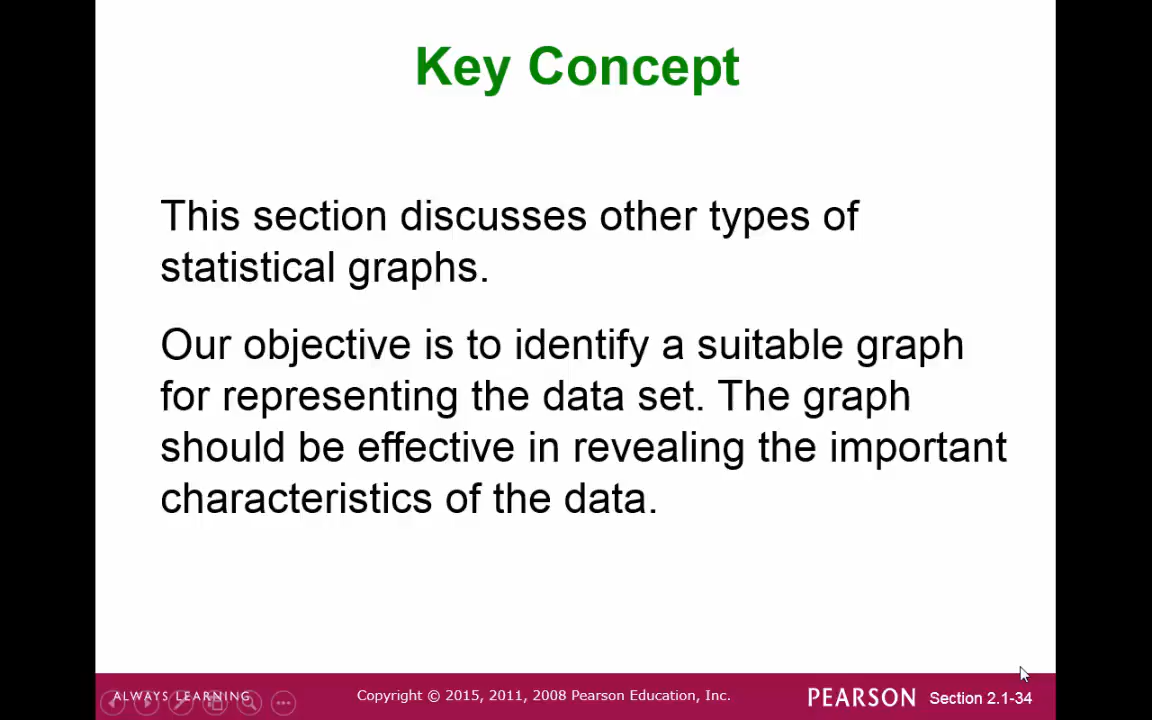 Key Concept
This section discusses other types of
statistical graphs.
Our objective is to identify a suitable graph
for representing the data set. The graph
should be effective in revealing the important
characteristics of the data.
ALWAYS LEARNING
Copyright © 2015, 2011, 2008 Pearson Education, Inc.
PEARSON
Section 2.1-34